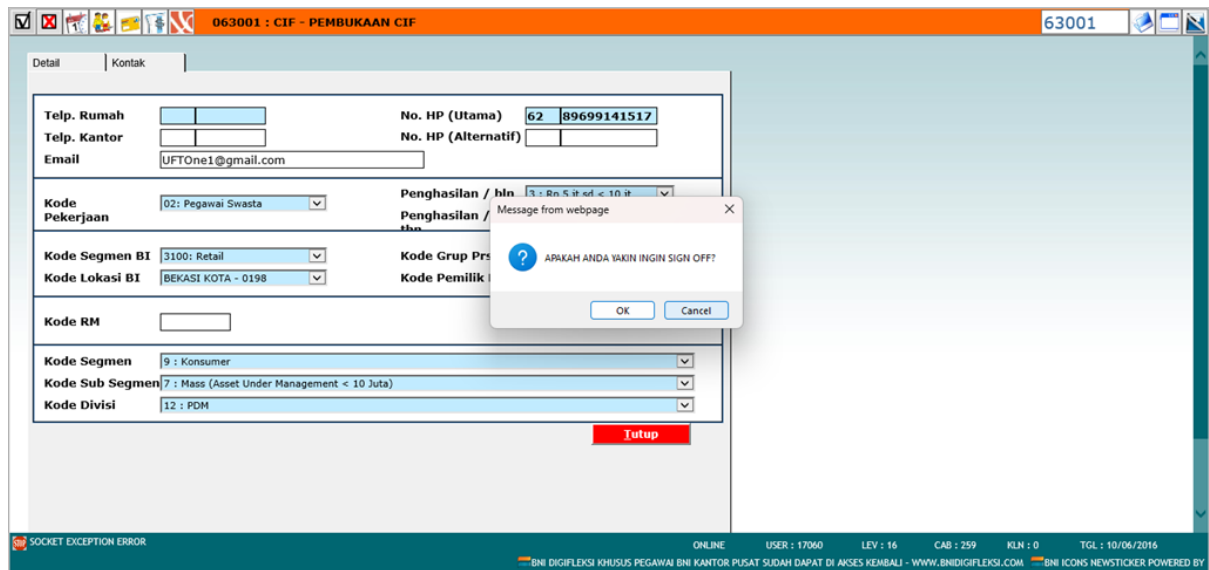 063001 : CIF - PEMBUKAAN CIF
63001
Detail
Kontak
Telp. Rumah
No. HP (Utama) 62 89699141517
Telp. Kantor
No. HP (Alternatif)
Email UFTOne1@gmail.com
Penghasilan / bln 3 : Rp 5 jt sd < 10 jt
Kode Pekerjaan 02: Pegawai Swasta
Penghasilan / thn
Message from webpage
APAKAH ANDA YAKIN INGIN SIGN OFF?
OK Cancel
Kode Segmen BI 3100: Retail
Kode Grup Prs
Kode Lokasi BI BEKASI KOTA - 0198
Kode Pemilik
Kode RM
Kode Segmen 9 : Konsumer
Kode Sub Segmen 7 : Mass (Asset Under Management < 10 Juta)
Kode Divisi 12 : PDM
Tutup
STOP SOCKET EXCEPTION ERROR
ONLINE USER : 17060 LEV : 16 CAB : 259 KLN : 0 TGL : 10/06/2016
BNI DIGIFLEKSI KHUSUS PEGAWAI BNI KANTOR PUSAT SUDAH DAPAT DI AKSES KEMBALI - WWW.BNIDIGIFLEKSI.COM BNI ICONS NEWSTICKER POWERED BY